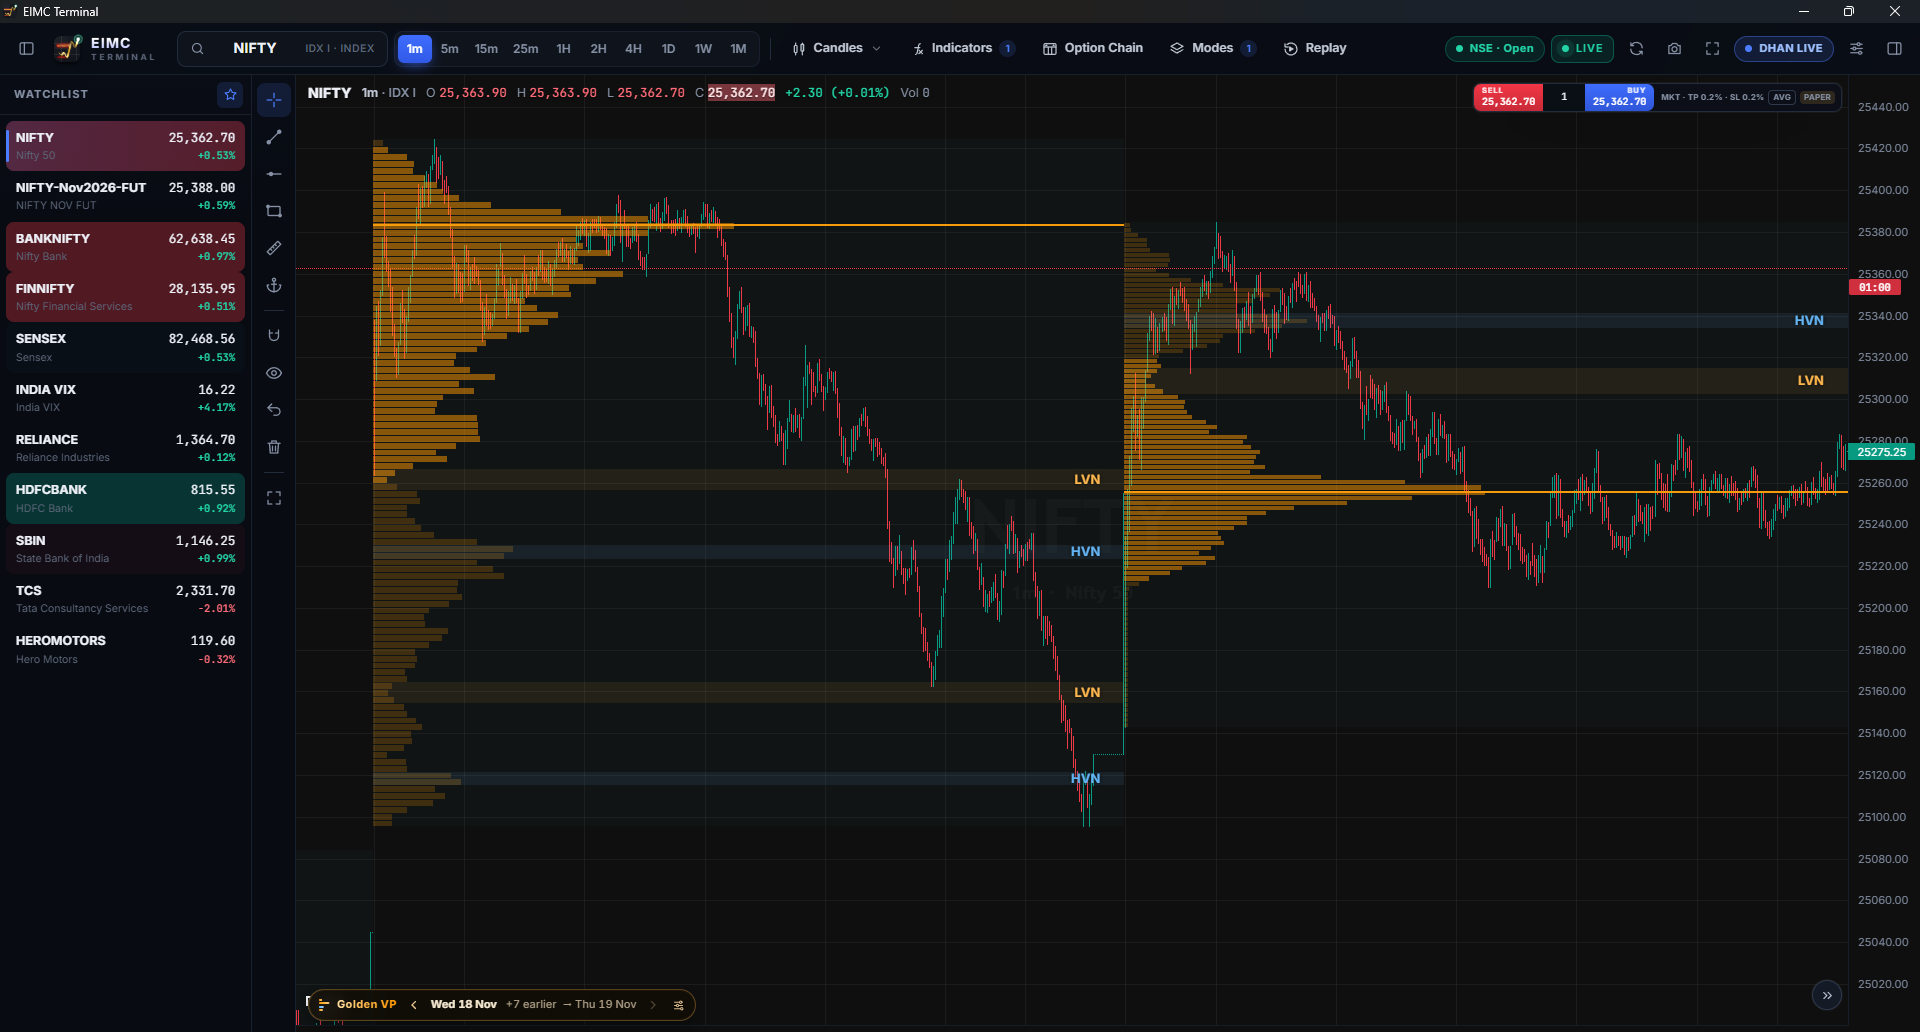 EIMC Terminal
EIMC
TERMINAL
NIFTY IDX I · INDEX
1m 5m 15m 25m 1H 2H 4H 1D 1W 1M
Candles
Indicators 1
Option Chain
Modes 1
Replay
NSE · Open
LIVE
DHAN LIVE
WATCHLIST
NIFTY 25,362.70
Nifty 50 +0.53%
NIFTY-Nov2026-FUT 25,388.00
NIFTY NOV FUT +0.59%
BANKNIFTY 62,638.45
Nifty Bank +0.97%
FINNIFTY 28,135.95
Nifty Financial Services +0.51%
SENSEX 82,468.56
Sensex +0.53%
INDIA VIX 16.22
India VIX +4.17%
RELIANCE 1,364.70
Reliance Industries +0.12%
HDFCBANK 815.55
HDFC Bank +0.92%
SBIN 1,146.25
State Bank of India +0.99%
TCS 2,331.70
Tata Consultancy Services -2.01%
HEROMOTORS 119.60
Hero Motors -0.32%
NIFTY 1m · IDX I O 25,363.90 H 25,363.90 L 25,362.70 C 25,362.70 +2.30 (+0.01%) Vol 0
SELL
25,362.70
1
BUY
25,362.70
MKT · TP 0.2% · SL 0.2% AVG PAPER
HVN
LVN
LVN
HVN
LVN
HVN
NIFTY
1m · Nifty 50
25440.00
25420.00
25400.00
25380.00
25360.00
01:00
25340.00
25320.00
25300.00
25280.00
25275.25
25260.00
25240.00
25220.00
25200.00
25180.00
25160.00
25140.00
25120.00
25100.00
25080.00
25060.00
25040.00
25020.00
Golden VP Wed 18 Nov +7 earlier → Thu 19 Nov